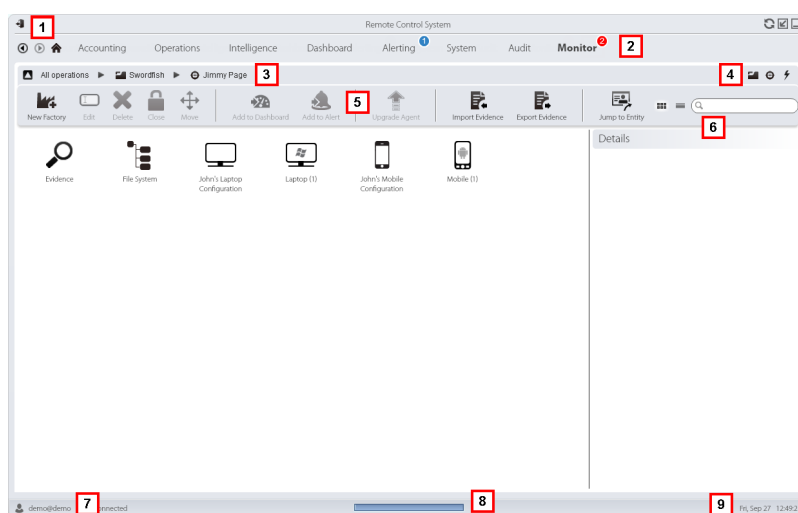 1
Remote Control System
Accounting Operations Intelligence Dashboard Alerting 1 System Audit Monitor 2 2
All operations Swordfish Jimmy Page 3 4
New Factory Edit Delete Close Move Add to Dashboard Add to Alert 5 Upgrade Agent Import Evidence Export Evidence Jump to Entity
6
Details
Evidence File System John's Laptop Configuration Laptop (1) John's Mobile Configuration Mobile (1)
demo@demo 7 8 9 Fri, Sep 27